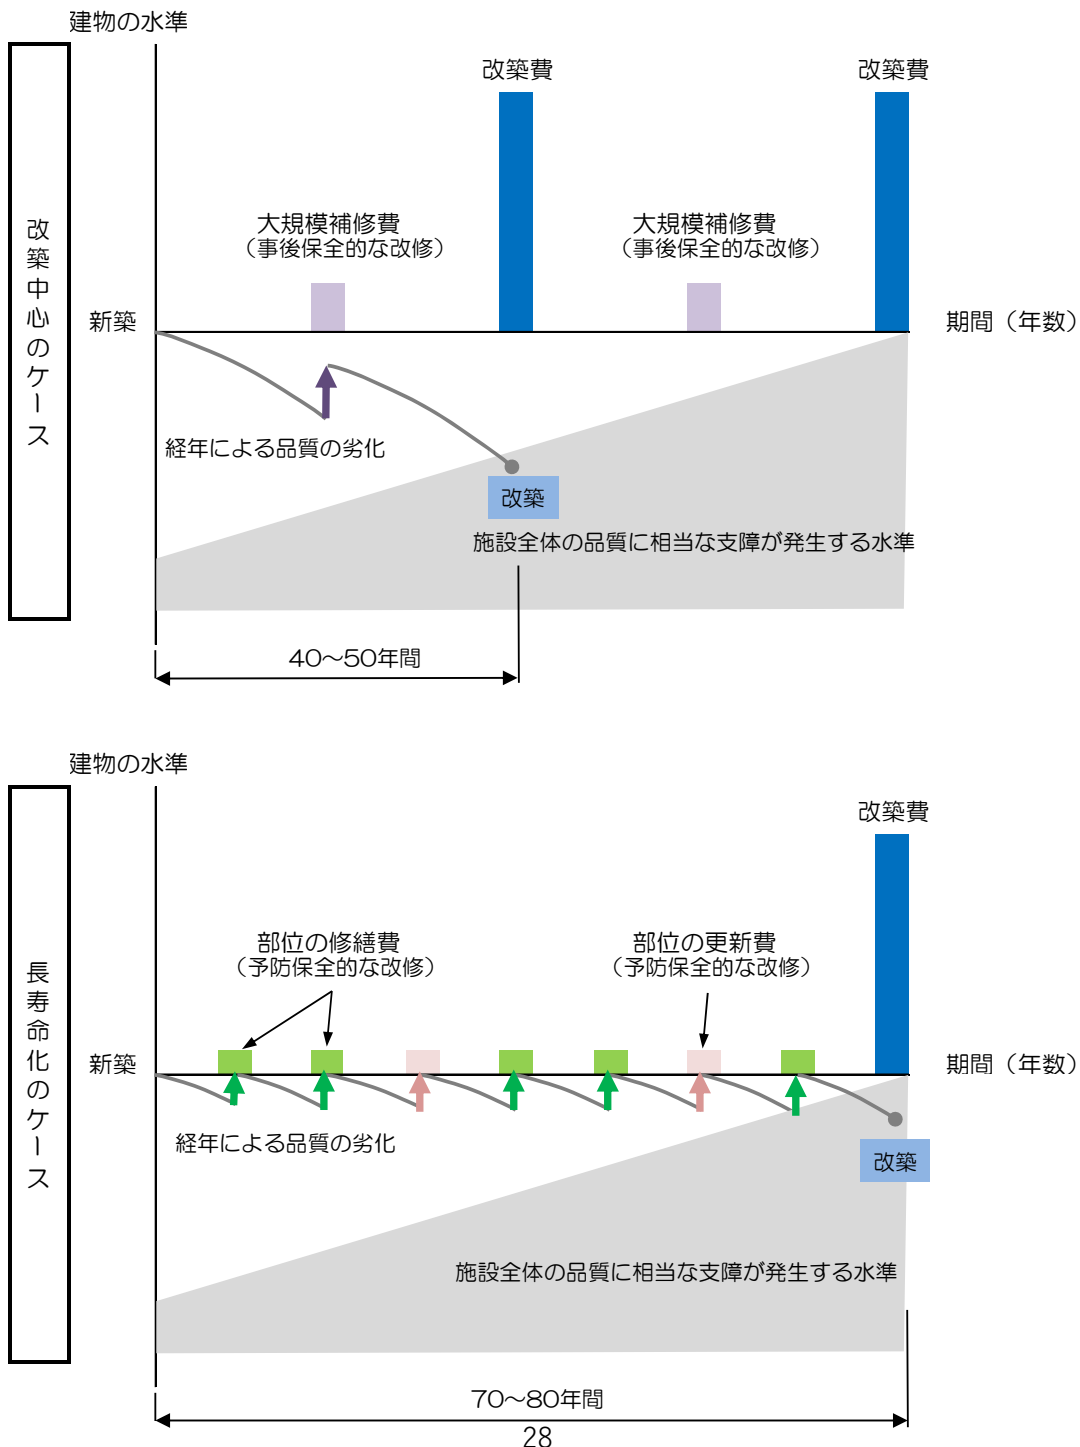 建物の水準
改築費
改築費
大規模補修費
（事後保全的な改修）
大規模補修費
（事後保全的な改修）
改築中心のケース
新築
期間（年数）
経年による品質の劣化
改築
施設全体の品質に相当な支障が発生する水準
40～50年間
建物の水準
改築費
部位の修繕費
（予防保全的な改修）
部位の更新費
（予防保全的な改修）
長寿命化のケース
新築
期間（年数）
経年による品質の劣化
改築
施設全体の品質に相当な支障が発生する水準
70～80年間
28